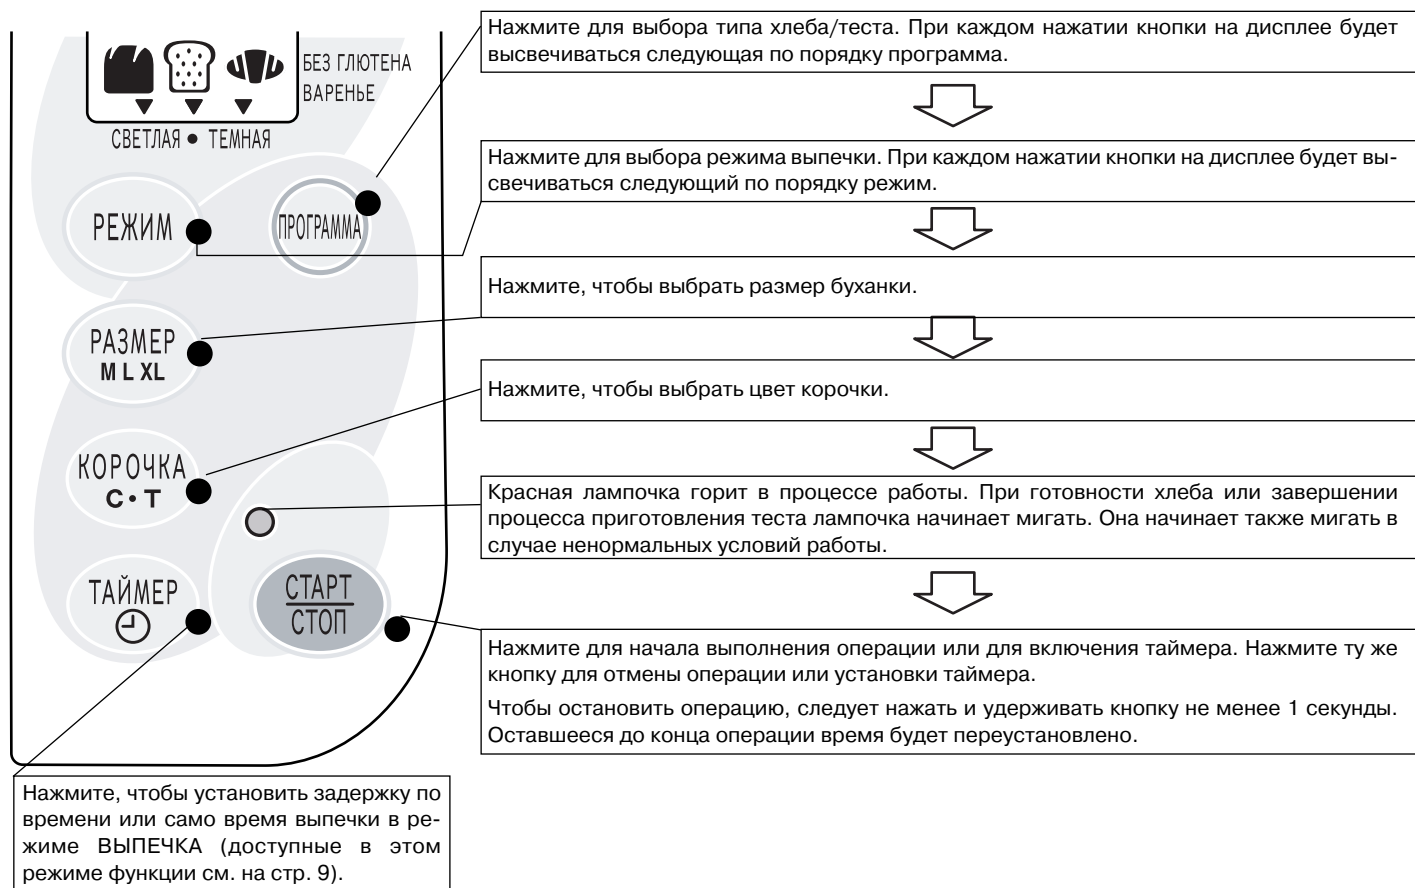 БЕЗ ГЛЮТЕНА
ВАРЕНЬЕ
СВЕТЛАЯ • ТЕМНАЯ
РЕЖИМ
ПРОГРАММА
РАЗМЕР
M L XL
КОРОЧКА
С • Т
ТАЙМЕР
СТАРТ
СТОП
Нажмите для выбора типа хлеба/теста. При каждом нажатии кнопки на дисплее будет
высвечиваться следующая по порядку программа.
Нажмите для выбора режима выпечки. При каждом нажатии кнопки на дисплее будет вы-
свечиваться следующий по порядку режим.
Нажмите, чтобы выбрать размер буханки.
Нажмите, чтобы выбрать цвет корочки.
Красная лампочка горит в процессе работы. При готовности хлеба или завершении
процесса приготовления теста лампочка начинает мигать. Она начинает также мигать в
случае ненормальных условий работы.
Нажмите для начала выполнения операции или для включения таймера. Нажмите ту же
кнопку для отмены операции или установки таймера.
Чтобы остановить операцию, следует нажать и удерживать кнопку не менее 1 секунды.
Оставшееся до конца операции время будет переустановлено.
Нажмите, чтобы установить задержку по
времени или само время выпечки в ре-
жиме ВЫПЕЧКА (доступные в этом
режиме функции см. на стр. 9).